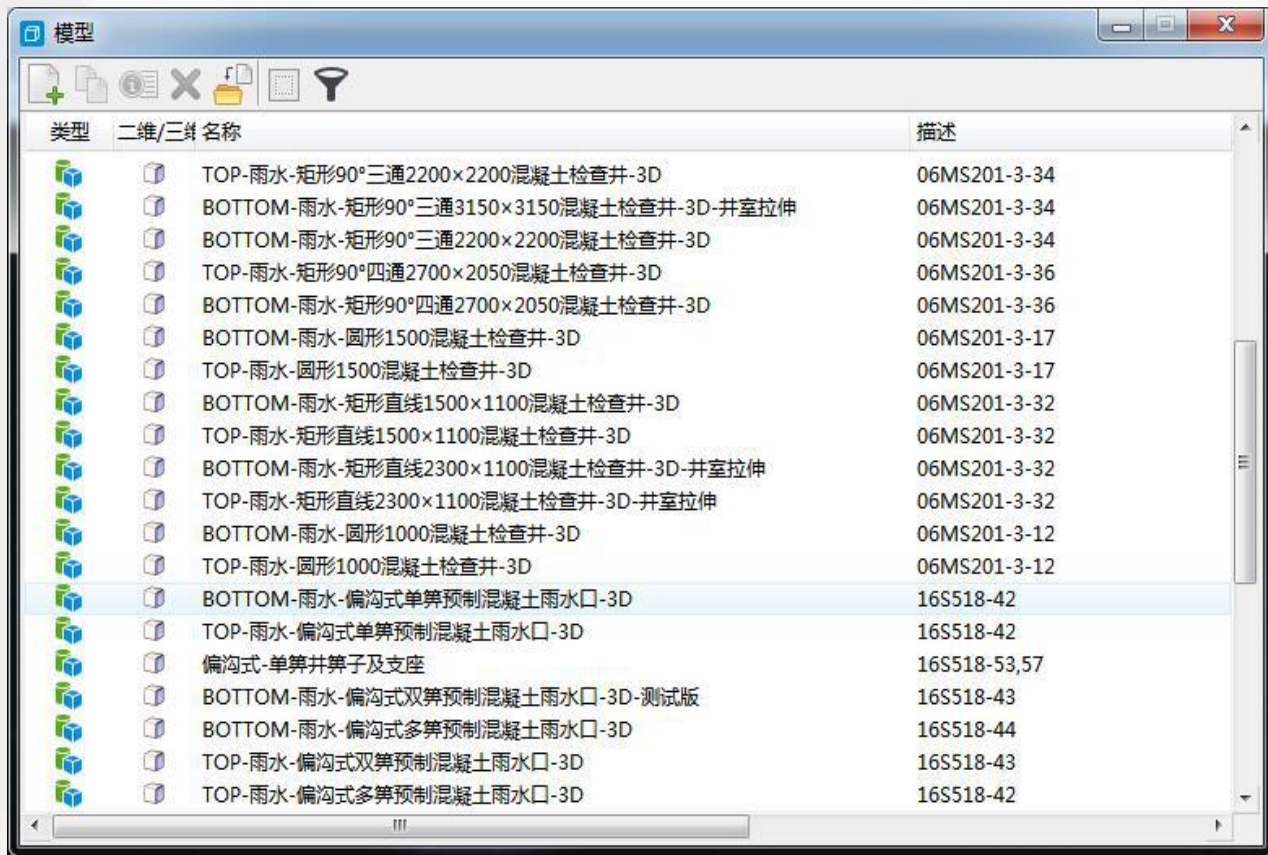 模型
类型 二维/三维 名称 描述
TOP-雨水-矩形90°三通2200×2200混凝土检查井-3D 06MS201-3-34
BOTTOM-雨水-矩形90°三通3150×3150混凝土检查井-3D-井室拉伸 06MS201-3-34
BOTTOM-雨水-矩形90°三通2200×2200混凝土检查井-3D 06MS201-3-34
TOP-雨水-矩形90°四通2700×2050混凝土检查井-3D 06MS201-3-36
BOTTOM-雨水-矩形90°四通2700×2050混凝土检查井-3D 06MS201-3-36
BOTTOM-雨水-圆形1500混凝土检查井-3D 06MS201-3-17
TOP-雨水-圆形1500混凝土检查井-3D 06MS201-3-17
BOTTOM-雨水-矩形直线1500×1100混凝土检查井-3D 06MS201-3-32
TOP-雨水-矩形直线1500×1100混凝土检查井-3D 06MS201-3-32
BOTTOM-雨水-矩形直线2300×1100混凝土检查井-3D-井室拉伸 06MS201-3-32
TOP-雨水-矩形直线2300×1100混凝土检查井-3D-井室拉伸 06MS201-3-32
BOTTOM-雨水-圆形1000混凝土检查井-3D 06MS201-3-12
TOP-雨水-圆形1000混凝土检查井-3D 06MS201-3-12
BOTTOM-雨水-偏沟式单箅预制混凝土雨水口-3D 16S518-42
TOP-雨水-偏沟式单箅预制混凝土雨水口-3D 16S518-42
偏沟式-单箅井箅子及支座 16S518-53,57
BOTTOM-雨水-偏沟式双箅预制混凝土雨水口-3D-测试版 16S518-43
BOTTOM-雨水-偏沟式多箅预制混凝土雨水口-3D 16S518-44
TOP-雨水-偏沟式双箅预制混凝土雨水口-3D 16S518-43
TOP-雨水-偏沟式多箅预制混凝土雨水口-3D 16S518-42